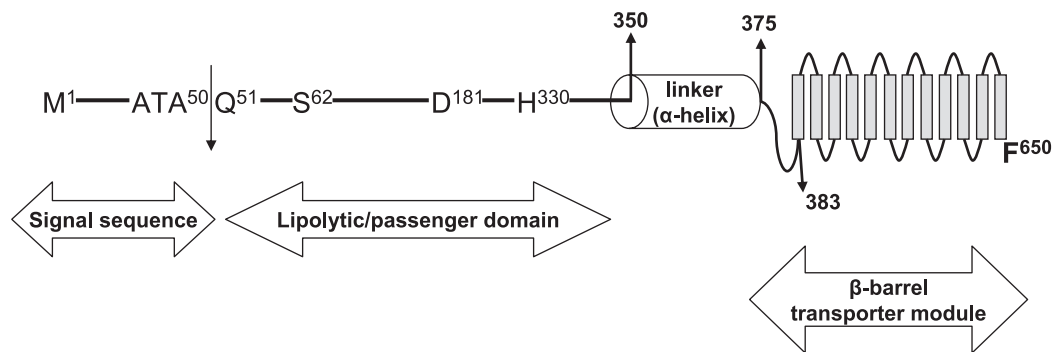 350
375
M¹ ATA⁵⁰ Q⁵¹ S⁶² D¹⁸¹ H³³⁰
linker
(α-helix)
F⁶⁵⁰
383
Signal sequence
Lipolytic/passenger domain
β-barrel
transporter module